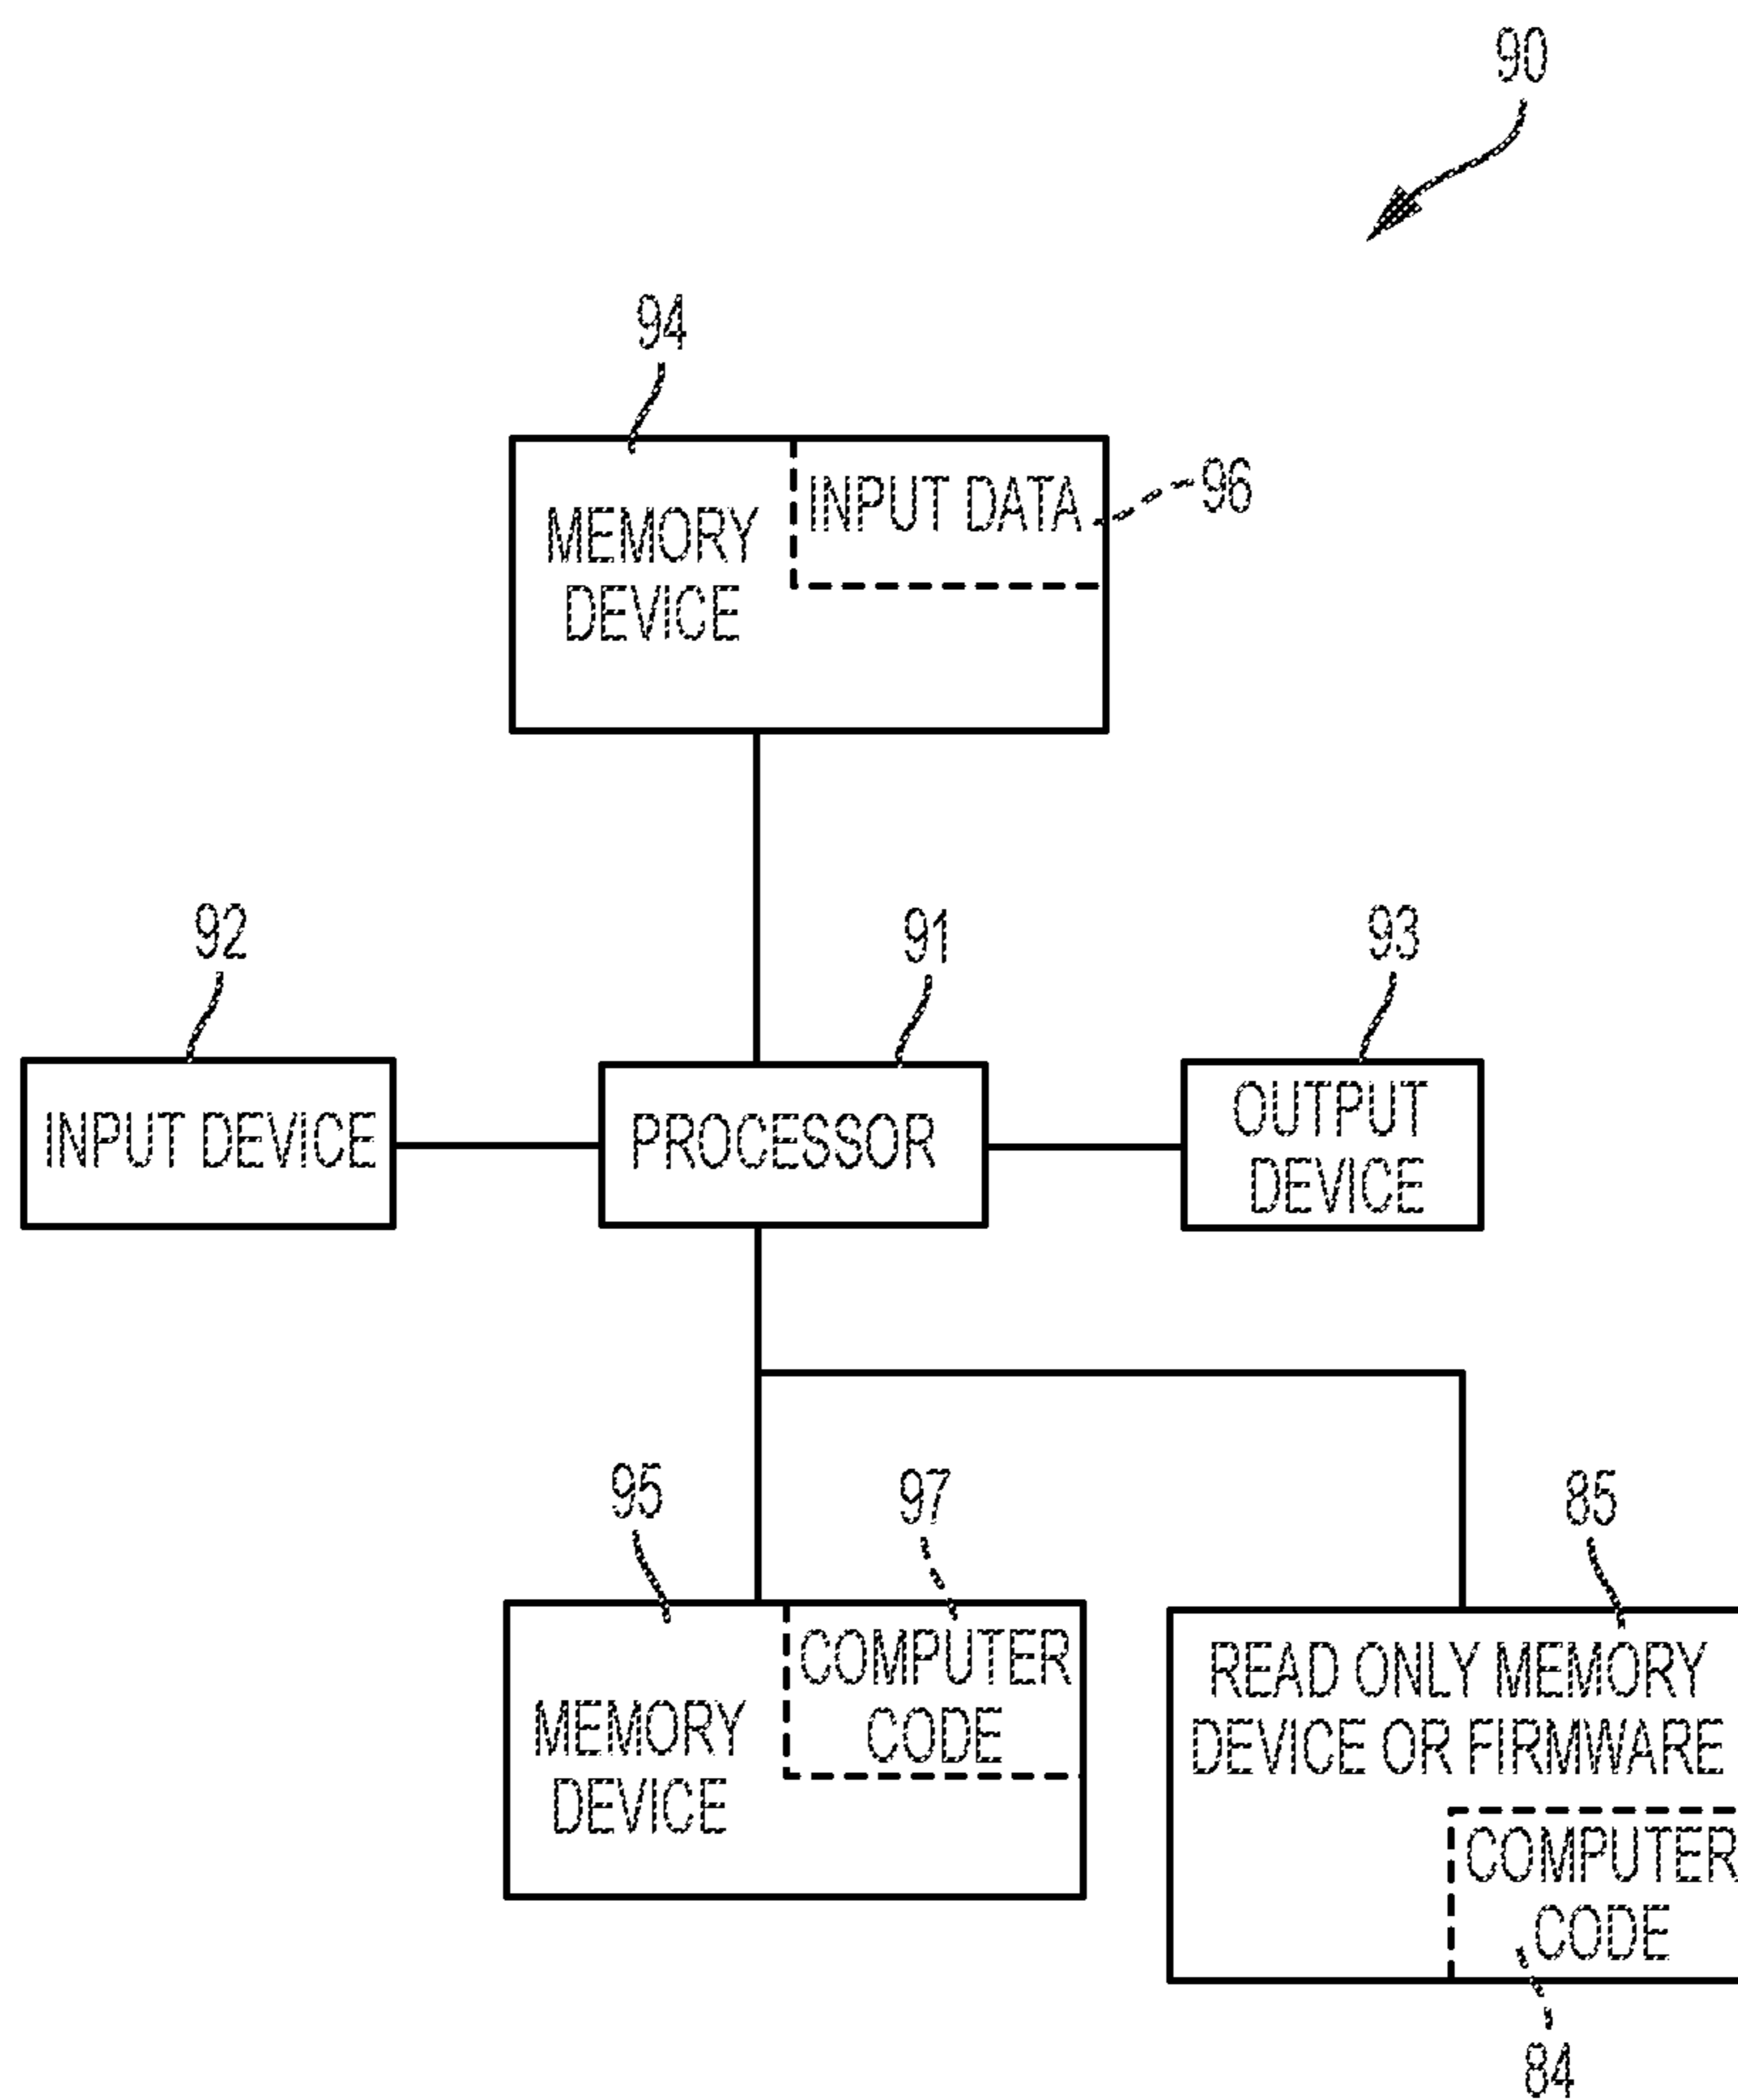 90
94
MEMORY
DEVICE
INPUT DATA
96
92
91
93
INPUT DEVICE
PROCESSOR
OUTPUT
DEVICE
95
97
85
MEMORY
DEVICE
COMPUTER
CODE
READ ONLY MEMORY
DEVICE OR FIRMWARE
COMPUTER
CODE
84